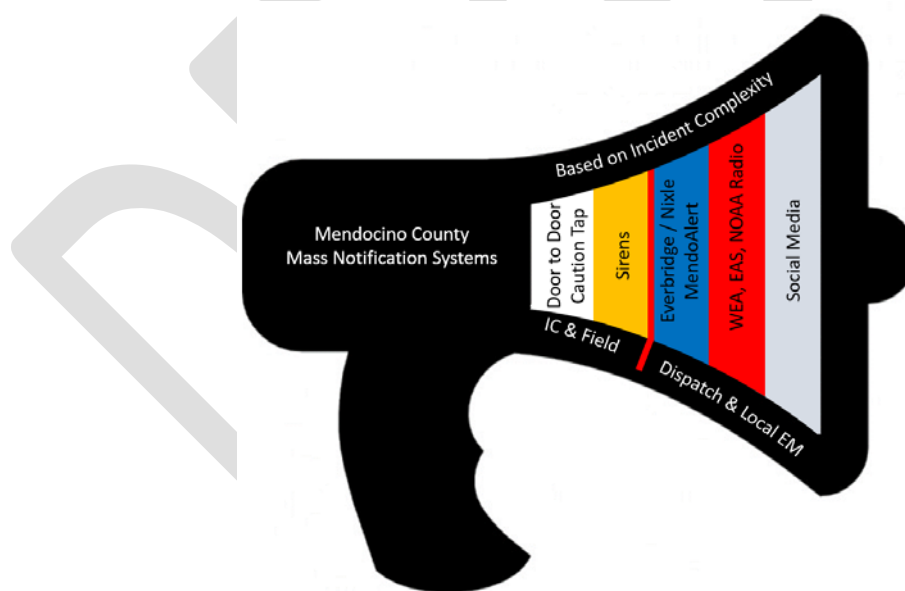 Based on Incident Complexity
Mendocino County
Mass Notification Systems
Door to Door
Caution Tap
Sirens
Everbridge / Nixle
MendoAlert
WEA, EAS, NOAA Radio
Social Media
IC & Field
Dispatch & Local EM